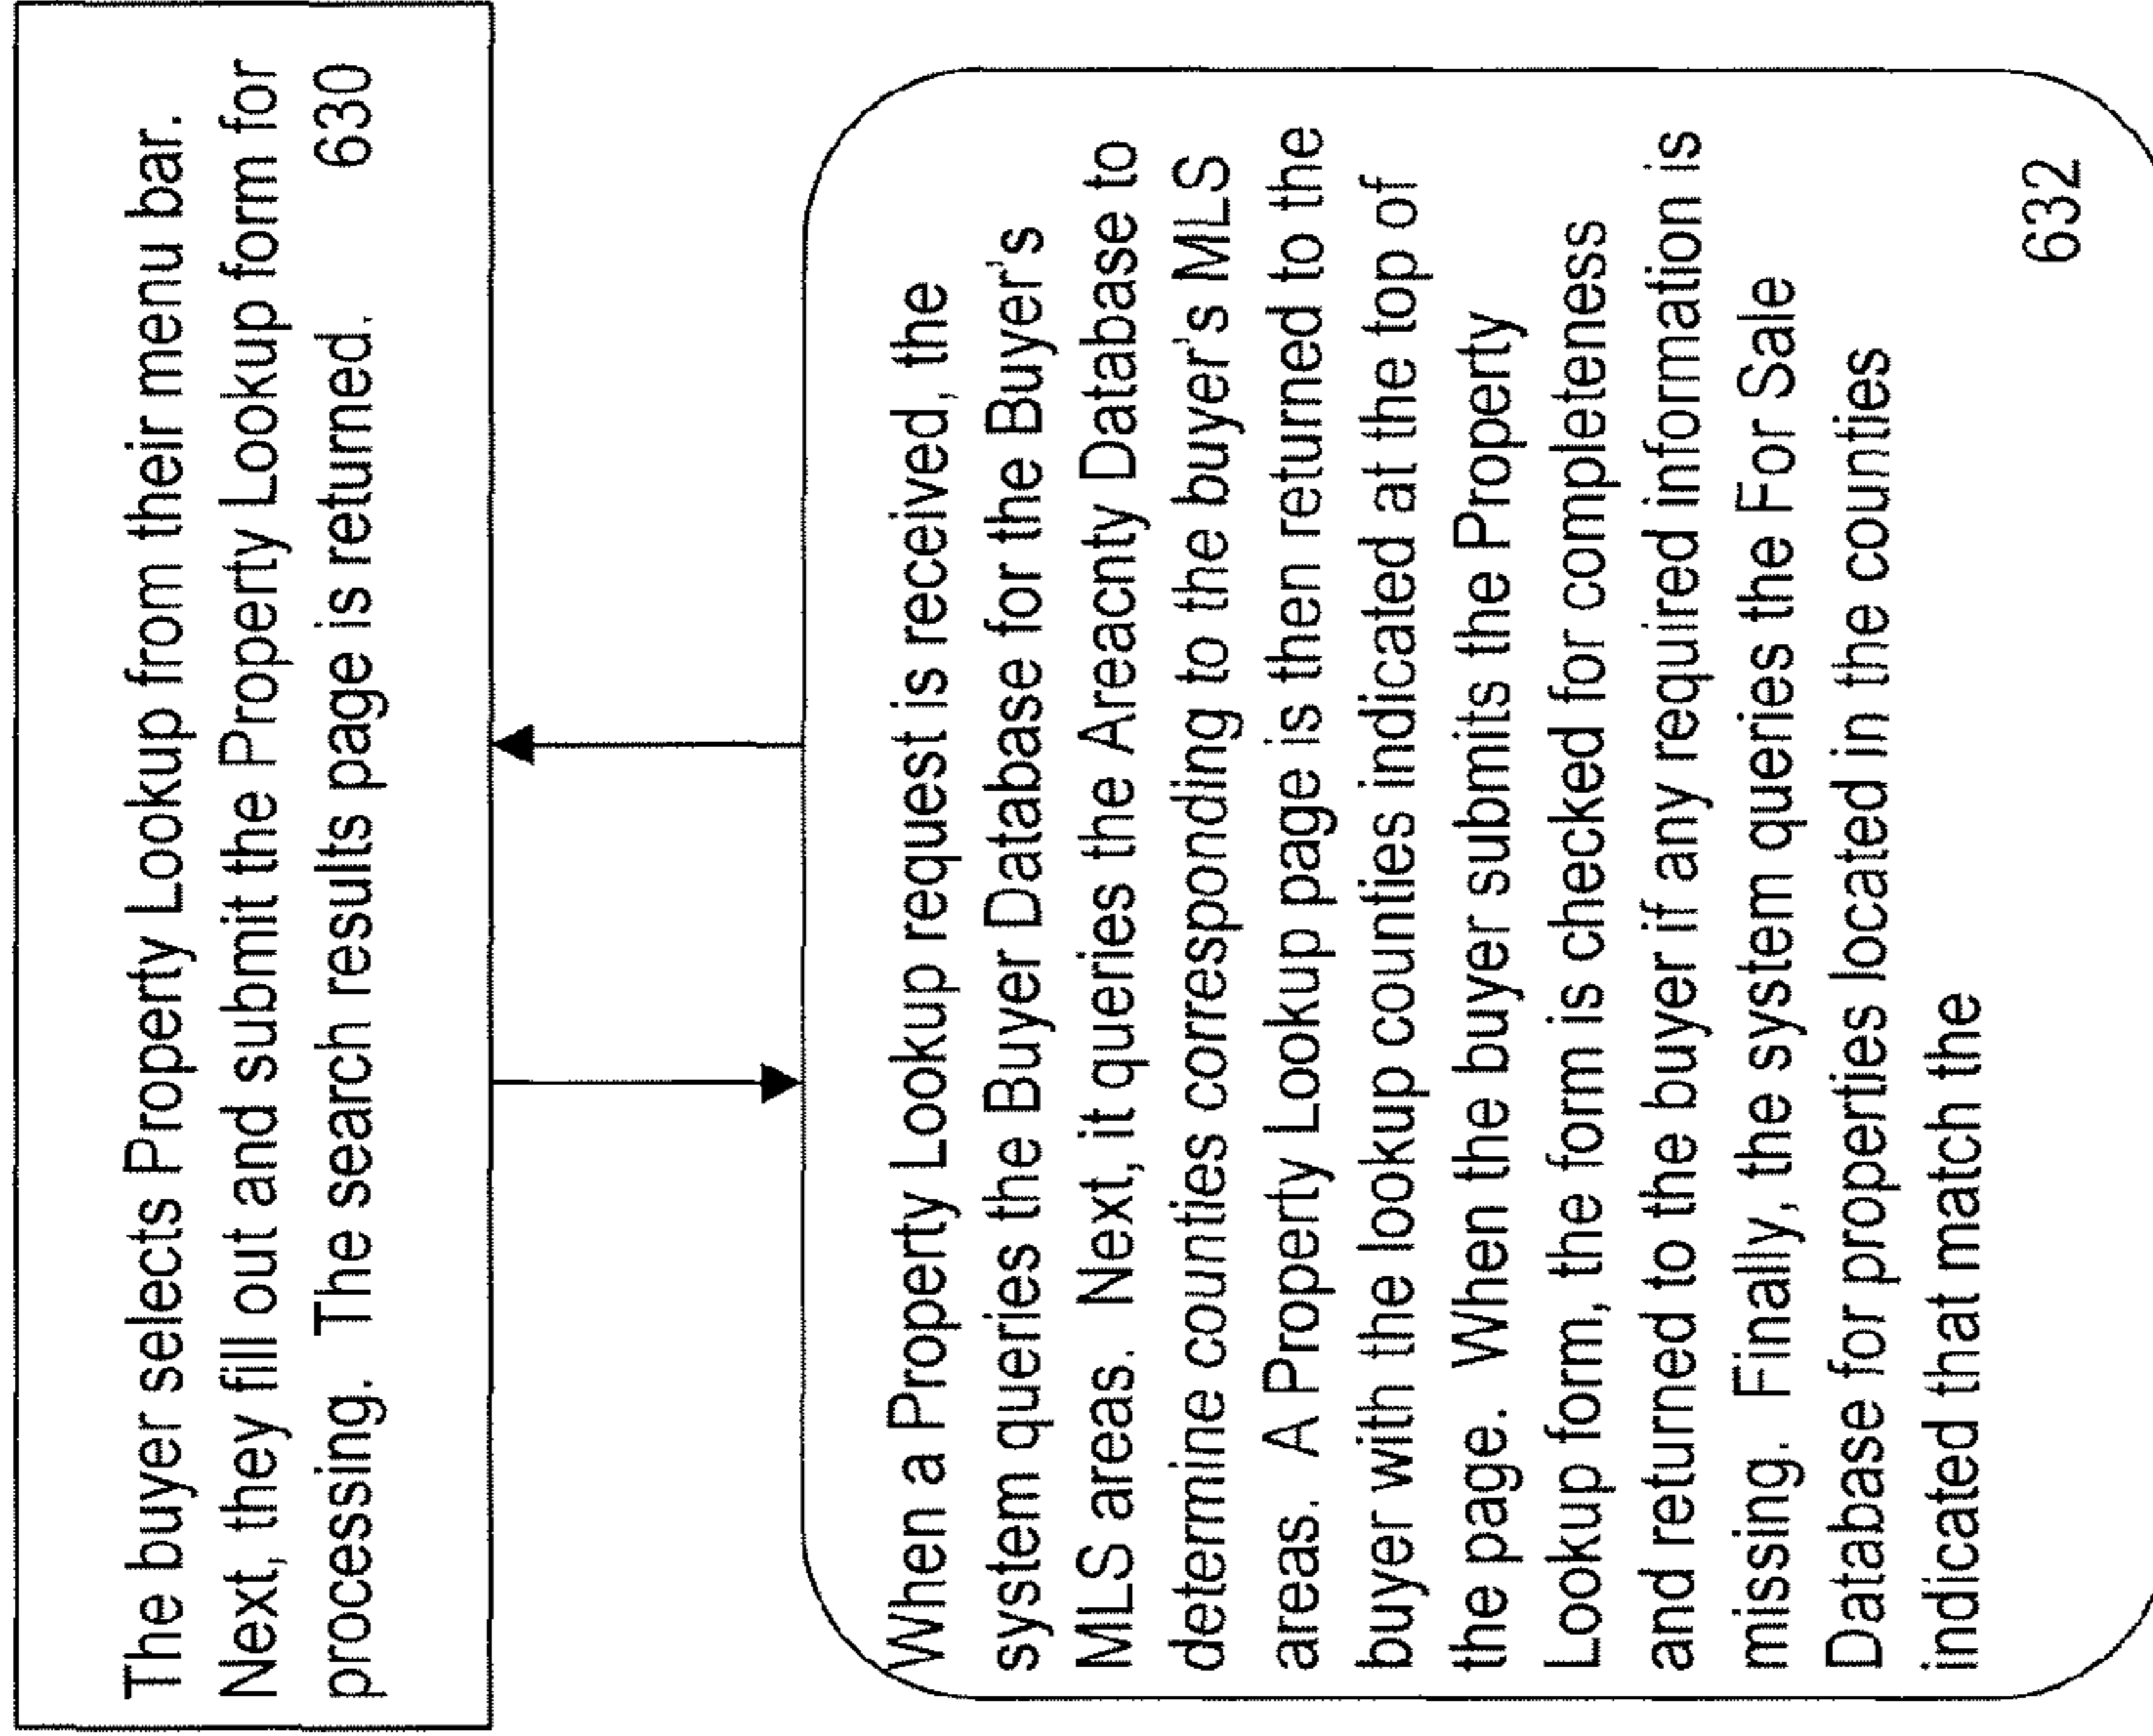 The buyer selects Property Lookup from their menu bar.
Next, they fill out and submit the Property Lookup form for
processing. The search results page is returned. 630
When a Property Lookup request is received, the
system queries the Buyer Database for the Buyer's
MLS areas. Next, it queries the Areacnty Database to
determine counties corresponding to the buyer's MLS
areas. A Property Lookup page is then returned to the
buyer with the lookup counties indicated at the top of
the page. When the buyer submits the Property
Lookup form, the form is checked for completeness
and returned to the buyer if any required information is
missing. Finally, the system queries the For Sale
Database for properties located in the counties
indicated that match the
632